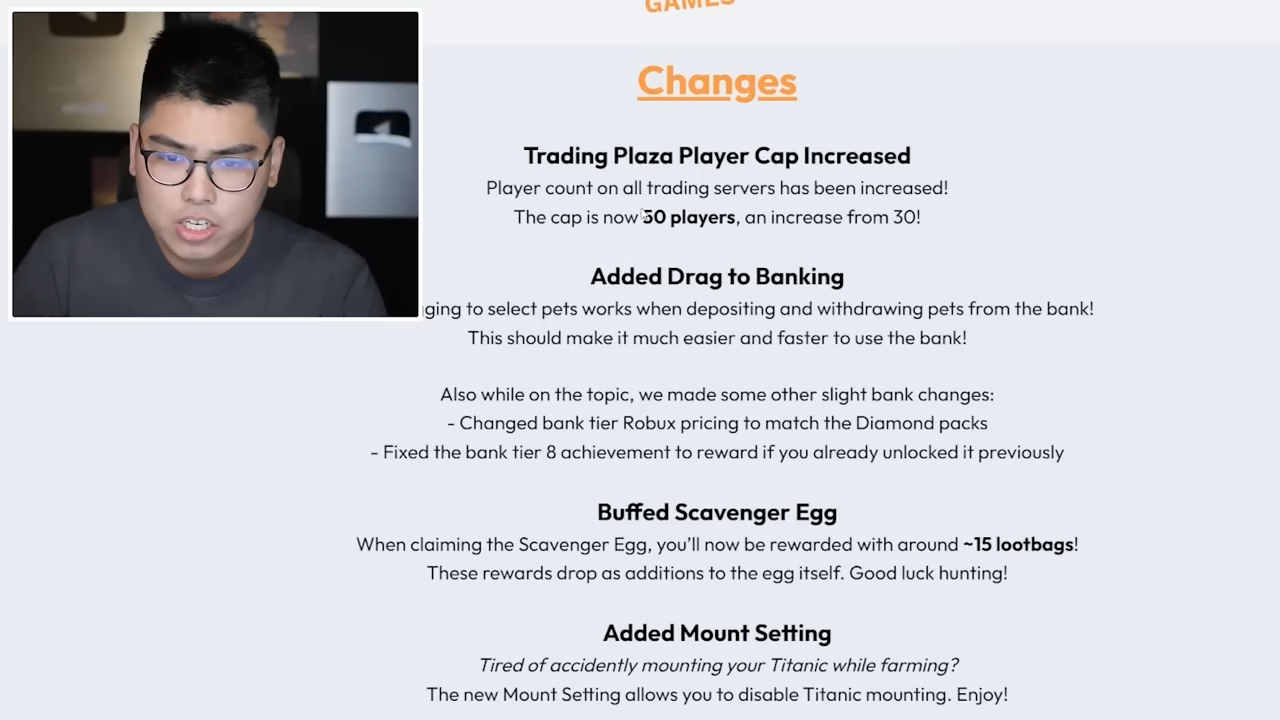 GAMES
Changes
Trading Plaza Player Cap Increased
Player count on all trading servers has been increased!
The cap is now 50 players, an increase from 30!
Added Drag to Banking
to select pets works when depositing and withdrawing pets from the bank!
This should make it much easier and faster to use the bank!
Also while on the topic, we made some other slight bank changes:
- Changed bank tier Robux pricing to match the Diamond packs
- Fixed the bank tier 8 achievement to reward if you already unlocked it previously
Buffed Scavenger Egg
When claiming the Scavenger Egg, you’ll now be rewarded with around ~15 lootbags!
These rewards drop as additions to the egg itself. Good luck hunting!
Added Mount Setting
Tired of accidently mounting your Titanic while farming?
The new Mount Setting allows you to disable Titanic mounting. Enjoy!